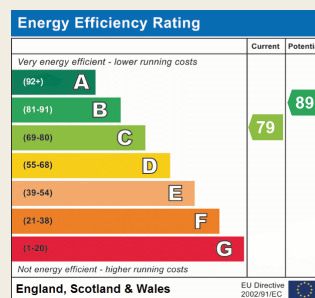 Energy Efficiency Rating
Current Potenti
Very energy efficient - lower running costs
(92+) A
(81-91) B
89
(69-80) C
79
(55-68) D
(39-54) E
(21-38) F
(1-20) G
Not energy efficient - higher running costs
England, Scotland & Wales
EU Directive
2002/91/EC